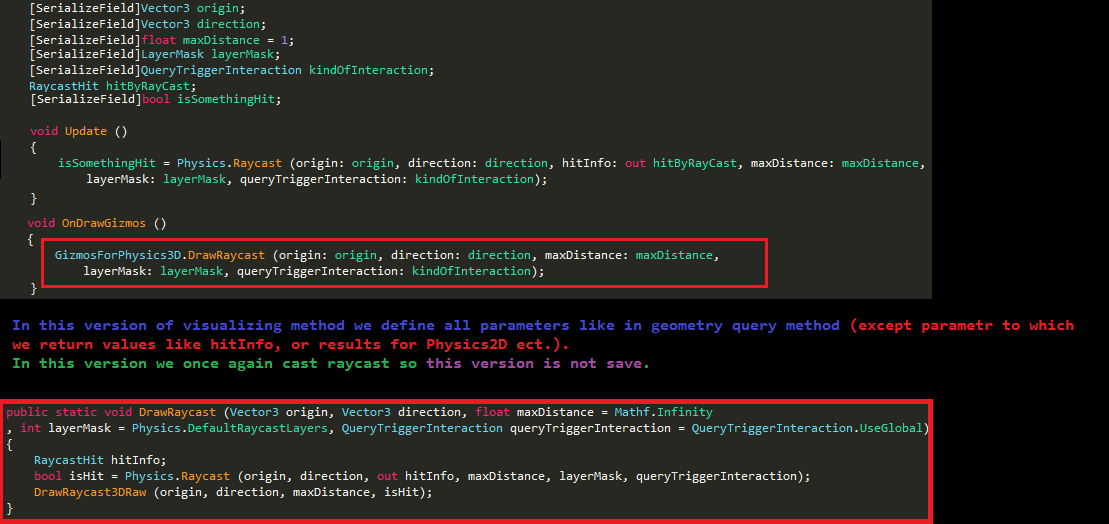 [SerializeField]Vector3 origin;
[SerializeField]Vector3 direction;
[SerializeField]float maxDistance = 1;
[SerializeField]LayerMask layerMask;
[SerializeField]QueryTriggerInteraction kindOfInteraction;
RaycastHit hitByRayCast;
[SerializeField]bool isSomethingHit;
void Update ()
{
isSomethingHit = Physics.Raycast (origin: origin, direction: direction, hitInfo: out hitByRayCast, maxDistance: maxDistance,
layerMask: layerMask, queryTriggerInteraction: kindOfInteraction);
}
void OnDrawGizmos ()
{
GizmosForPhysics3D.DrawRaycast (origin: origin, direction: direction, maxDistance: maxDistance,
layerMask: layerMask, queryTriggerInteraction: kindOfInteraction);
}
In this version of visualizing method we define all parameters like in geometry query method (except parametr to which
we return values like hitInfo, or results for Physics2D ect.).
In this version we once again cast raycast so this version is not save.
public static void DrawRaycast (Vector3 origin, Vector3 direction, float maxDistance = Mathf.Infinity
, int layerMask = Physics.DefaultRaycastLayers, QueryTriggerInteraction queryTriggerInteraction = QueryTriggerInteraction.UseGlobal)
{
RaycastHit hitInfo;
bool isHit = Physics.Raycast (origin, direction, out hitInfo, maxDistance, layerMask, queryTriggerInteraction);
DrawRaycast3DRaw (origin, direction, maxDistance, isHit);
}